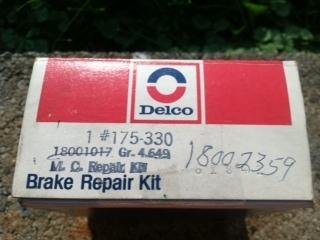 Delco
1 #175-330
18001017 Gr. 4.649
18002359
M. C. Repair Kit
Brake Repair Kit